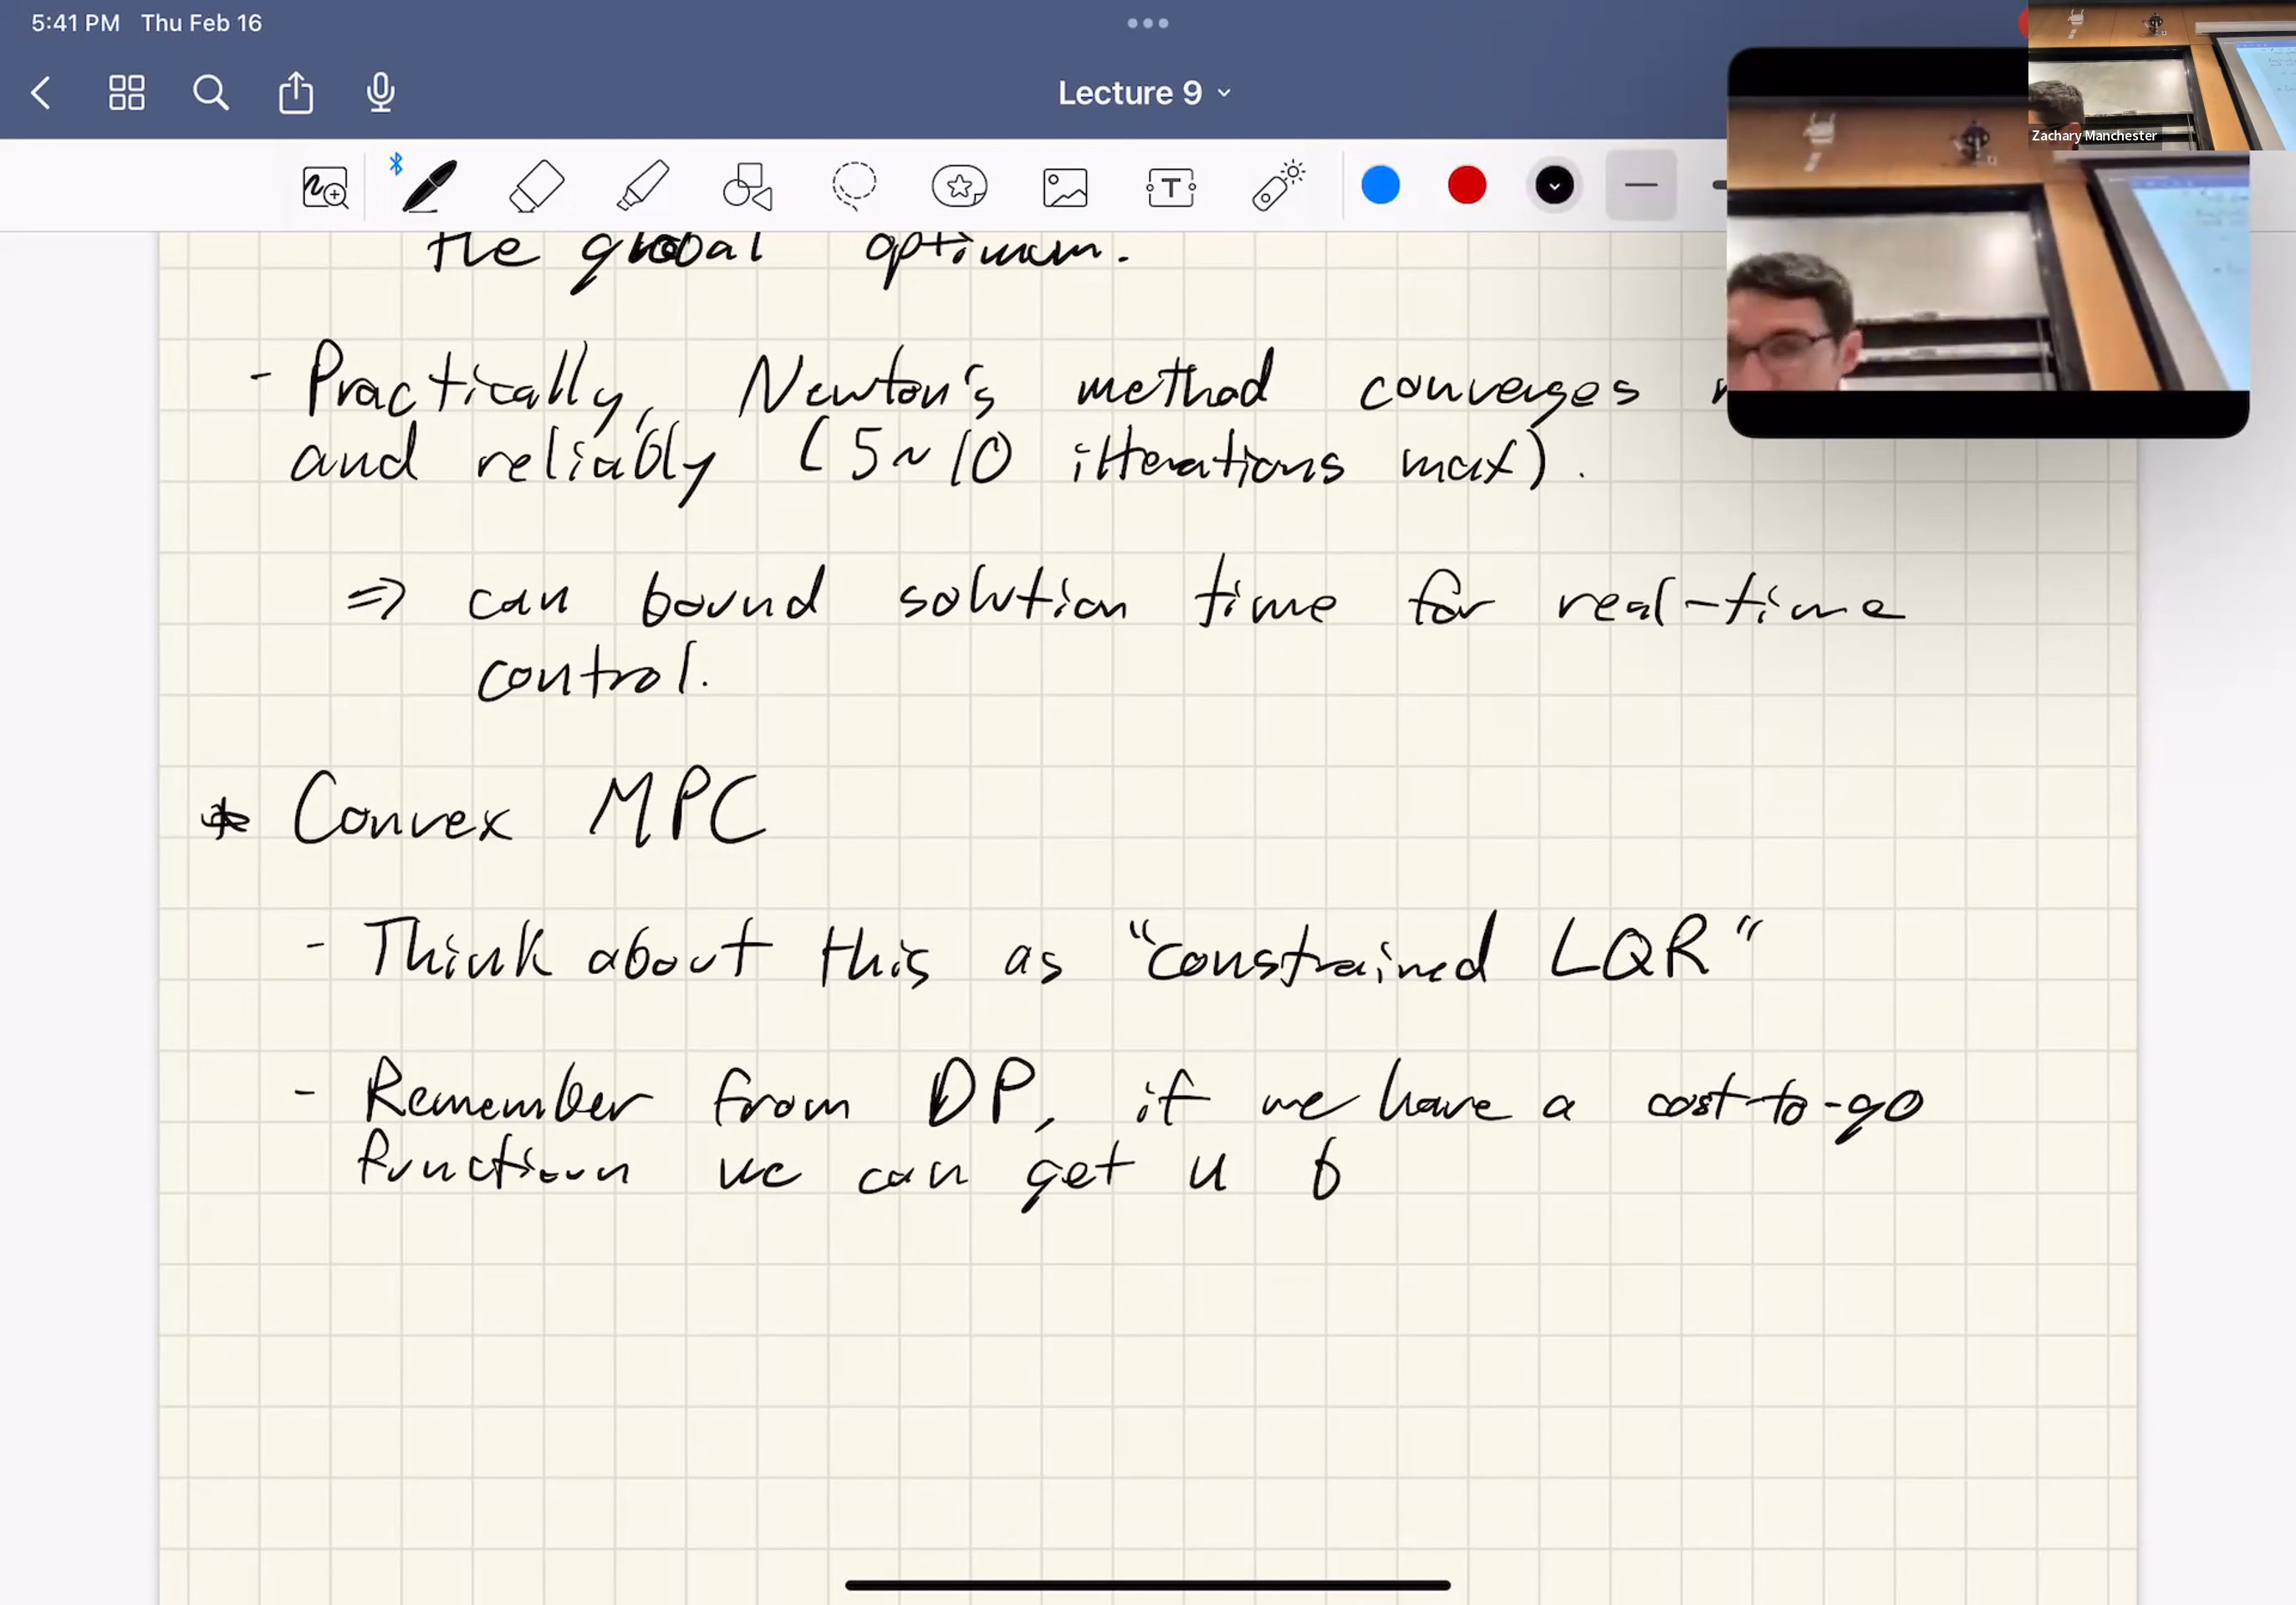 5:41 PM Thu Feb 16
Lecture 9
Zachary Manchester
T
the global optimum.
- Practically, Newton's method converges
and reliably (5~10 itterations max).
⇒ can bound solution time for real-time
control.
* Convex MPC
- Think about this as "constrained LQR"
- Remember from DP, if we have a cost-to-go
function we can get u b